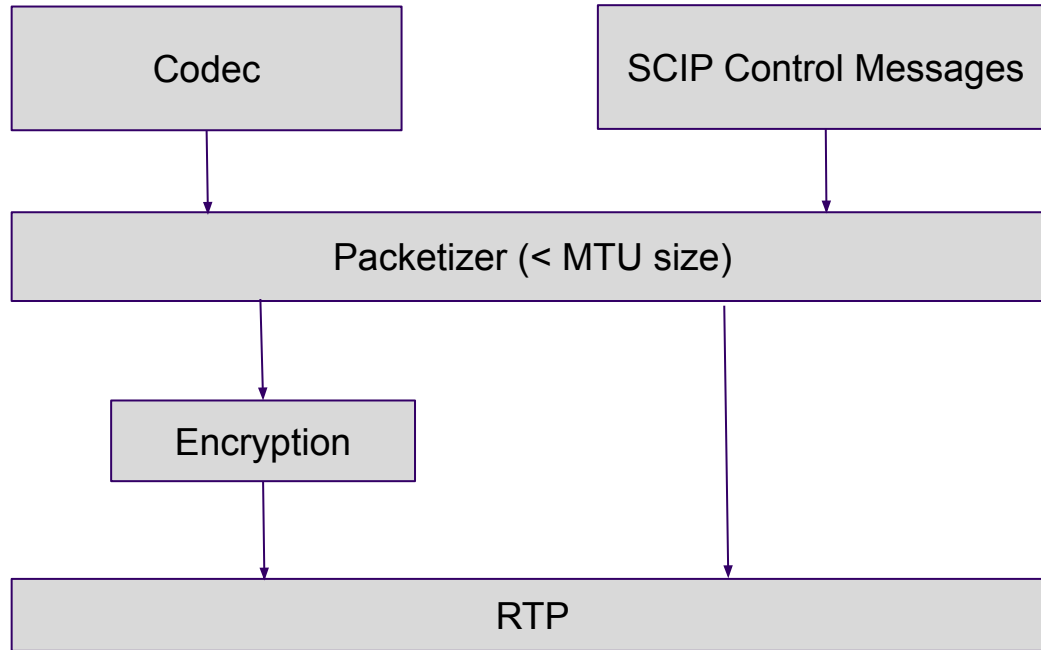 Codec
SCIP Control Messages
Packetizer (< MTU size)
Encryption
RTP